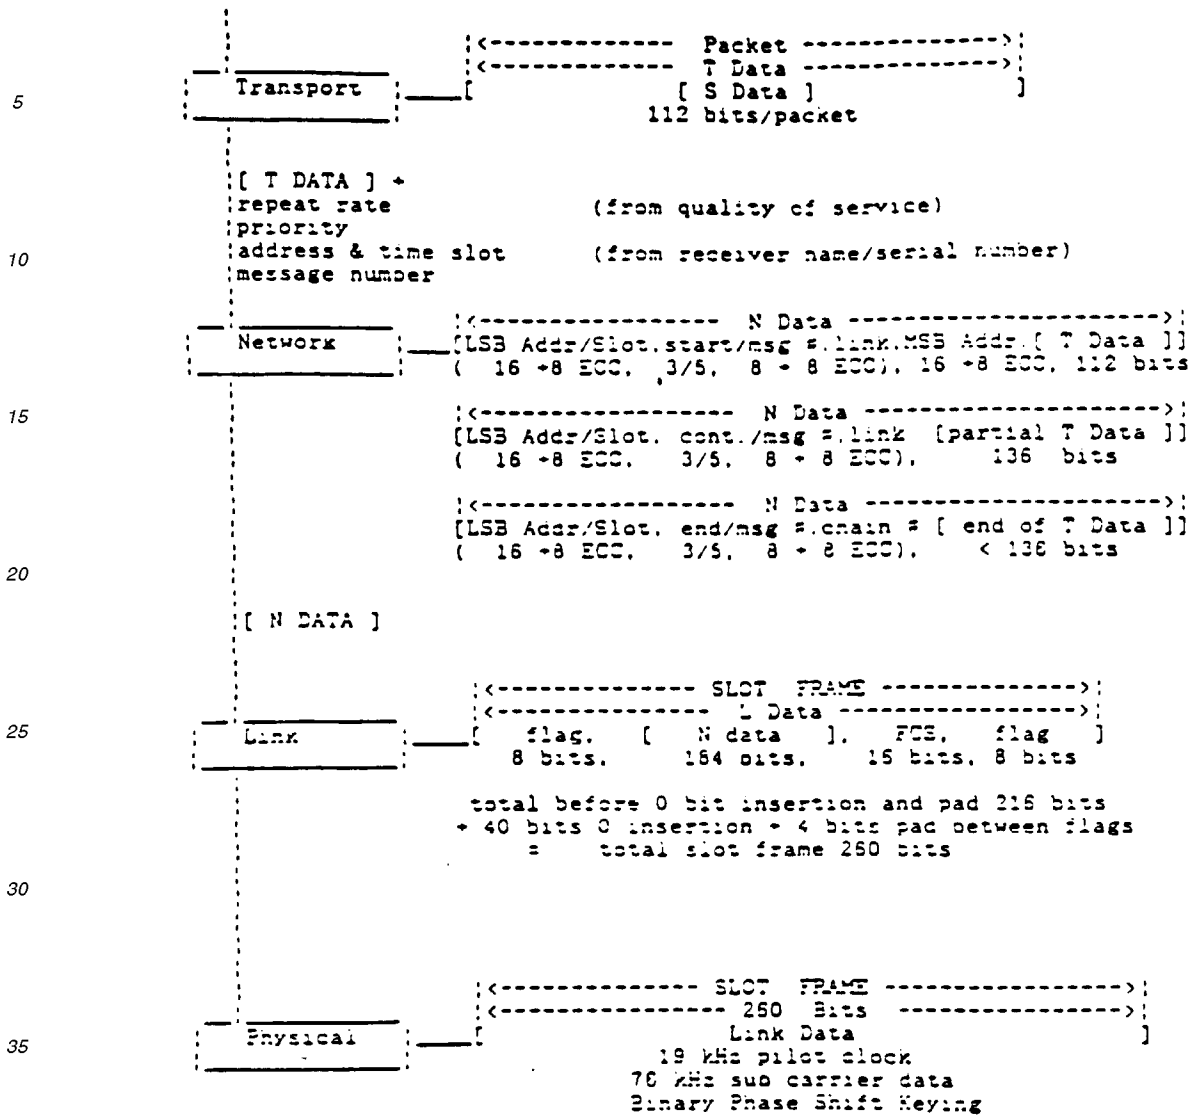 |<-------------- Packet -------------->|
|<-------------- T Data -------------->|
5 Transport [ [ S Data ] ]
112 bits/packet
[ T DATA ] +
repeat rate (from quality of service)
priority
10 address & time slot (from receiver name/serial number)
message number
|<----------------- N Data --------------------->|
Network [LSB Addr/Slot.start/msg #.link.MSB Addr.[ T Data ]]
( 16 +8 ECC, 3/5, 8 + 8 ECC), 16 +8 ECC, 112 bits
15 |<----------------- N Data --------------------->|
[LSB Addr/Slot, cont./msg #.link [partial T Data ]]
( 16 +8 ECC, 3/5, 8 + 8 ECC), 136 bits
|<----------------- N Data --------------------->|
[LSB Addr/Slot, end/msg #.chain # [ end of T Data ]]
( 16 +8 ECC, 3/5, 8 + 8 ECC), < 136 bits
20
[ N DATA ]
|<-------------- SLOT FRAME ------------->|
|<-------------- L Data ------------->|
25 Link [ flag, [ N data ], FCS, flag ]
8 bits, 184 bits, 16 bits, 8 bits
total before 0 bit insertion and pad 216 bits
+ 40 bits 0 insertion + 4 bits pad between flags
= total slot frame 260 bits
30
|<-------------- SLOT FRAME --------------->|
|<-------------- 260 Bits --------------->|
35 Physical [ Link Data ]
19 kHz pilot clock
76 kHz sub carrier data
Binary Phase Shift Keying